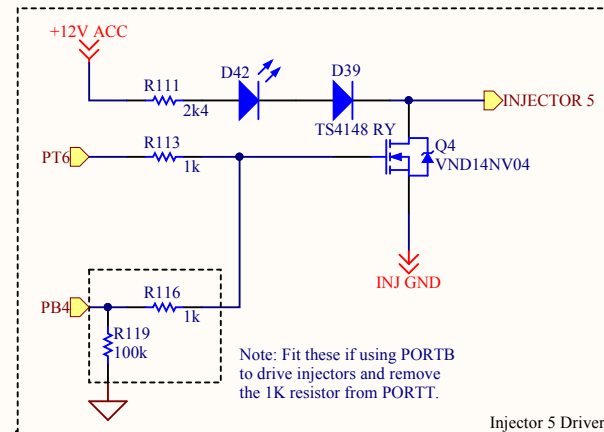 +12V ACC
R111
2k4
D42
D39
TS4148 RY
INJECTOR 5
PT6
R113
1k
Q4
VND14NV04
INJ GND
PB4
R116
1k
R119
100k
Note: Fit these if using PORTB
to drive injectors and remove
the 1K resistor from PORTT.
Injector 5 Driver